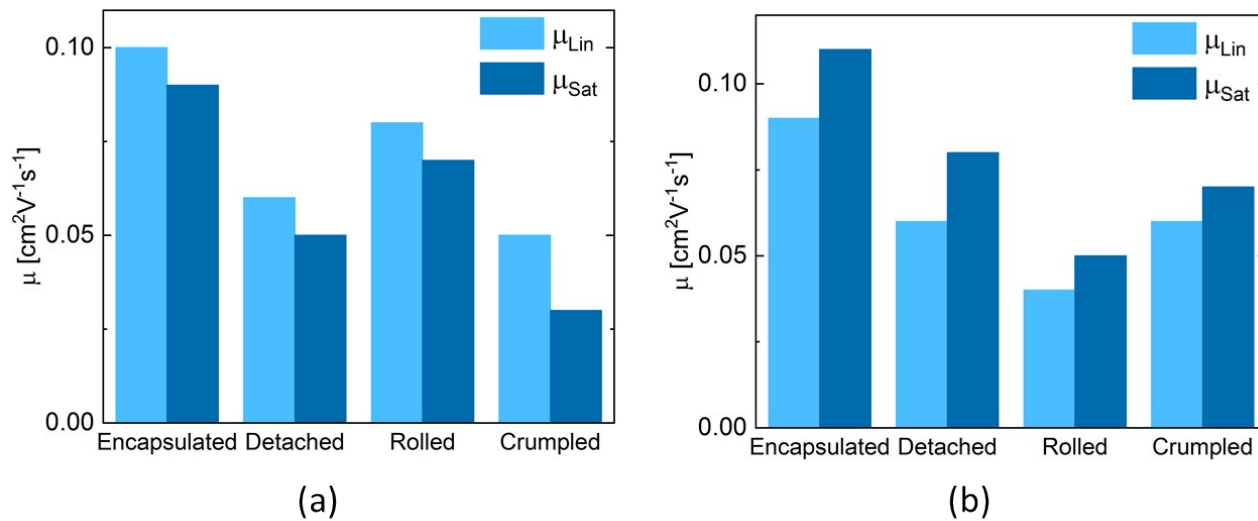 μLin
μSat
0.10
0.05
0.00
μ [cm²V⁻¹s⁻¹]
Encapsulated Detached Rolled Crumpled
(a)
μLin
μSat
0.10
0.05
0.00
μ [cm²V⁻¹s⁻¹]
Encapsulated Detached Rolled Crumpled
(b)